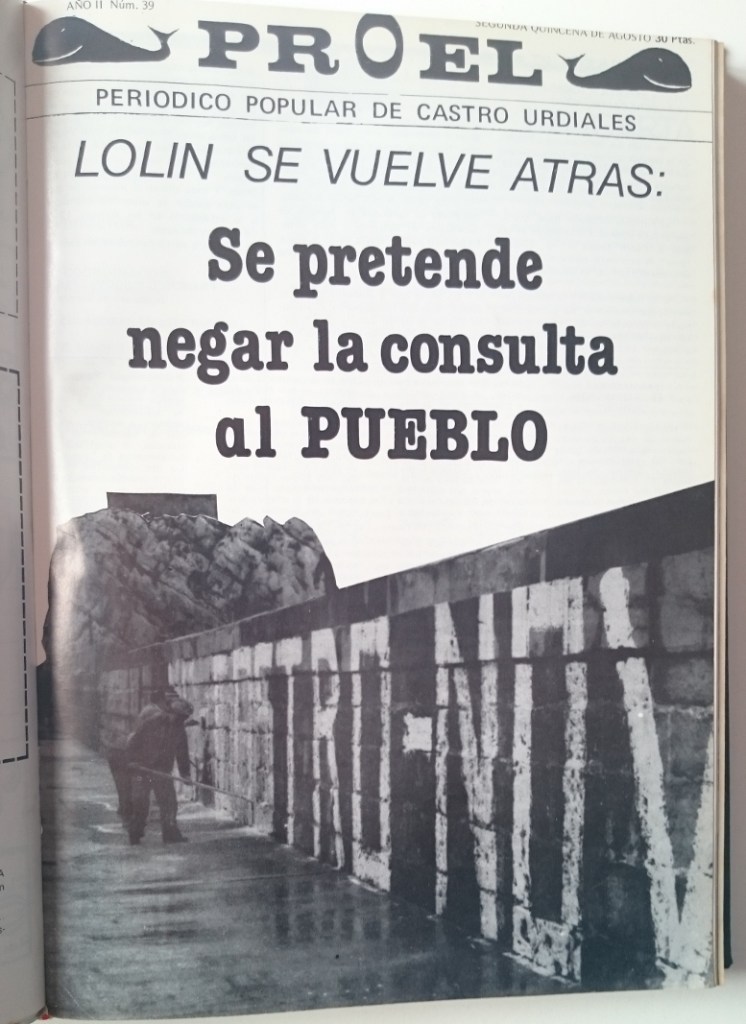 AÑO II Núm. 39
SEGUNDA QUINCENA DE AGOSTO 30 Ptas.
PROEL
PERIODICO POPULAR DE CASTRO URDIALES
LOLIN SE VUELVE ATRAS:
Se pretende
negar la consulta
al PUEBLO